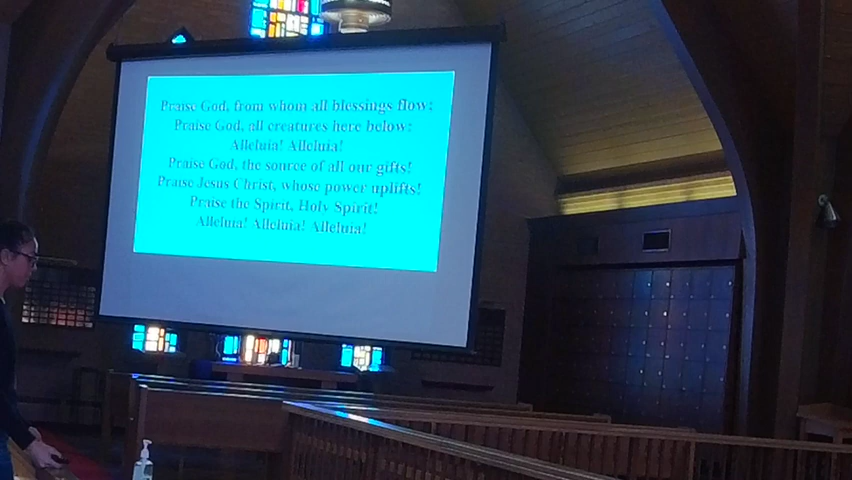 Praise God, from whom all blessings flow;
Praise God, all creatures here below:
Alleluia! Alleluia!
Praise God, the source of all our gifts!
Praise Jesus Christ, whose power uplifts!
Praise the Spirit, Holy Spirit!
Alleluia! Alleluia! Alleluia!